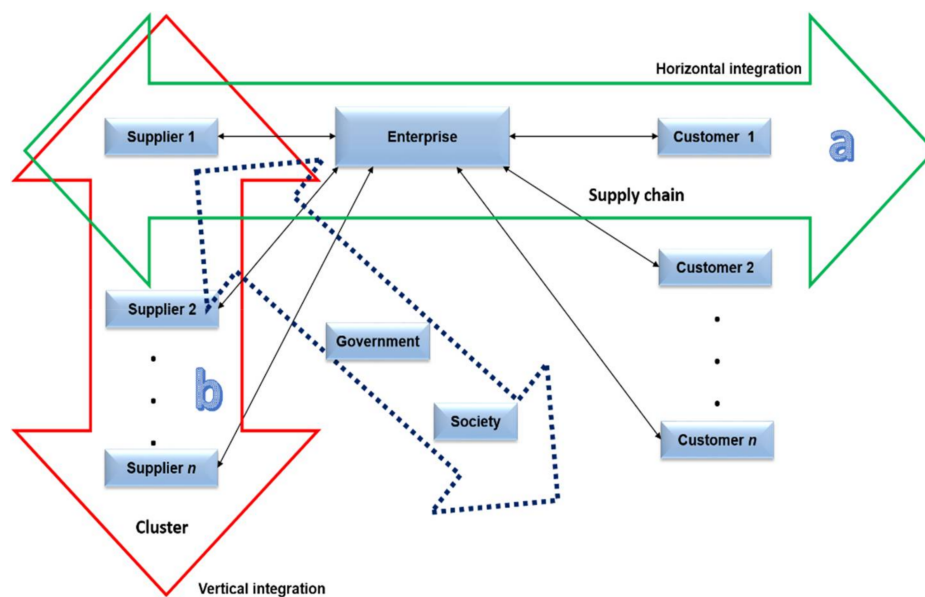 Horizontal integration
Supplier 1
Enterprise
Customer 1
a
Supply chain
Customer 2
Supplier 2
Government
b
Society
Customer n
Supplier n
Cluster
Vertical integration